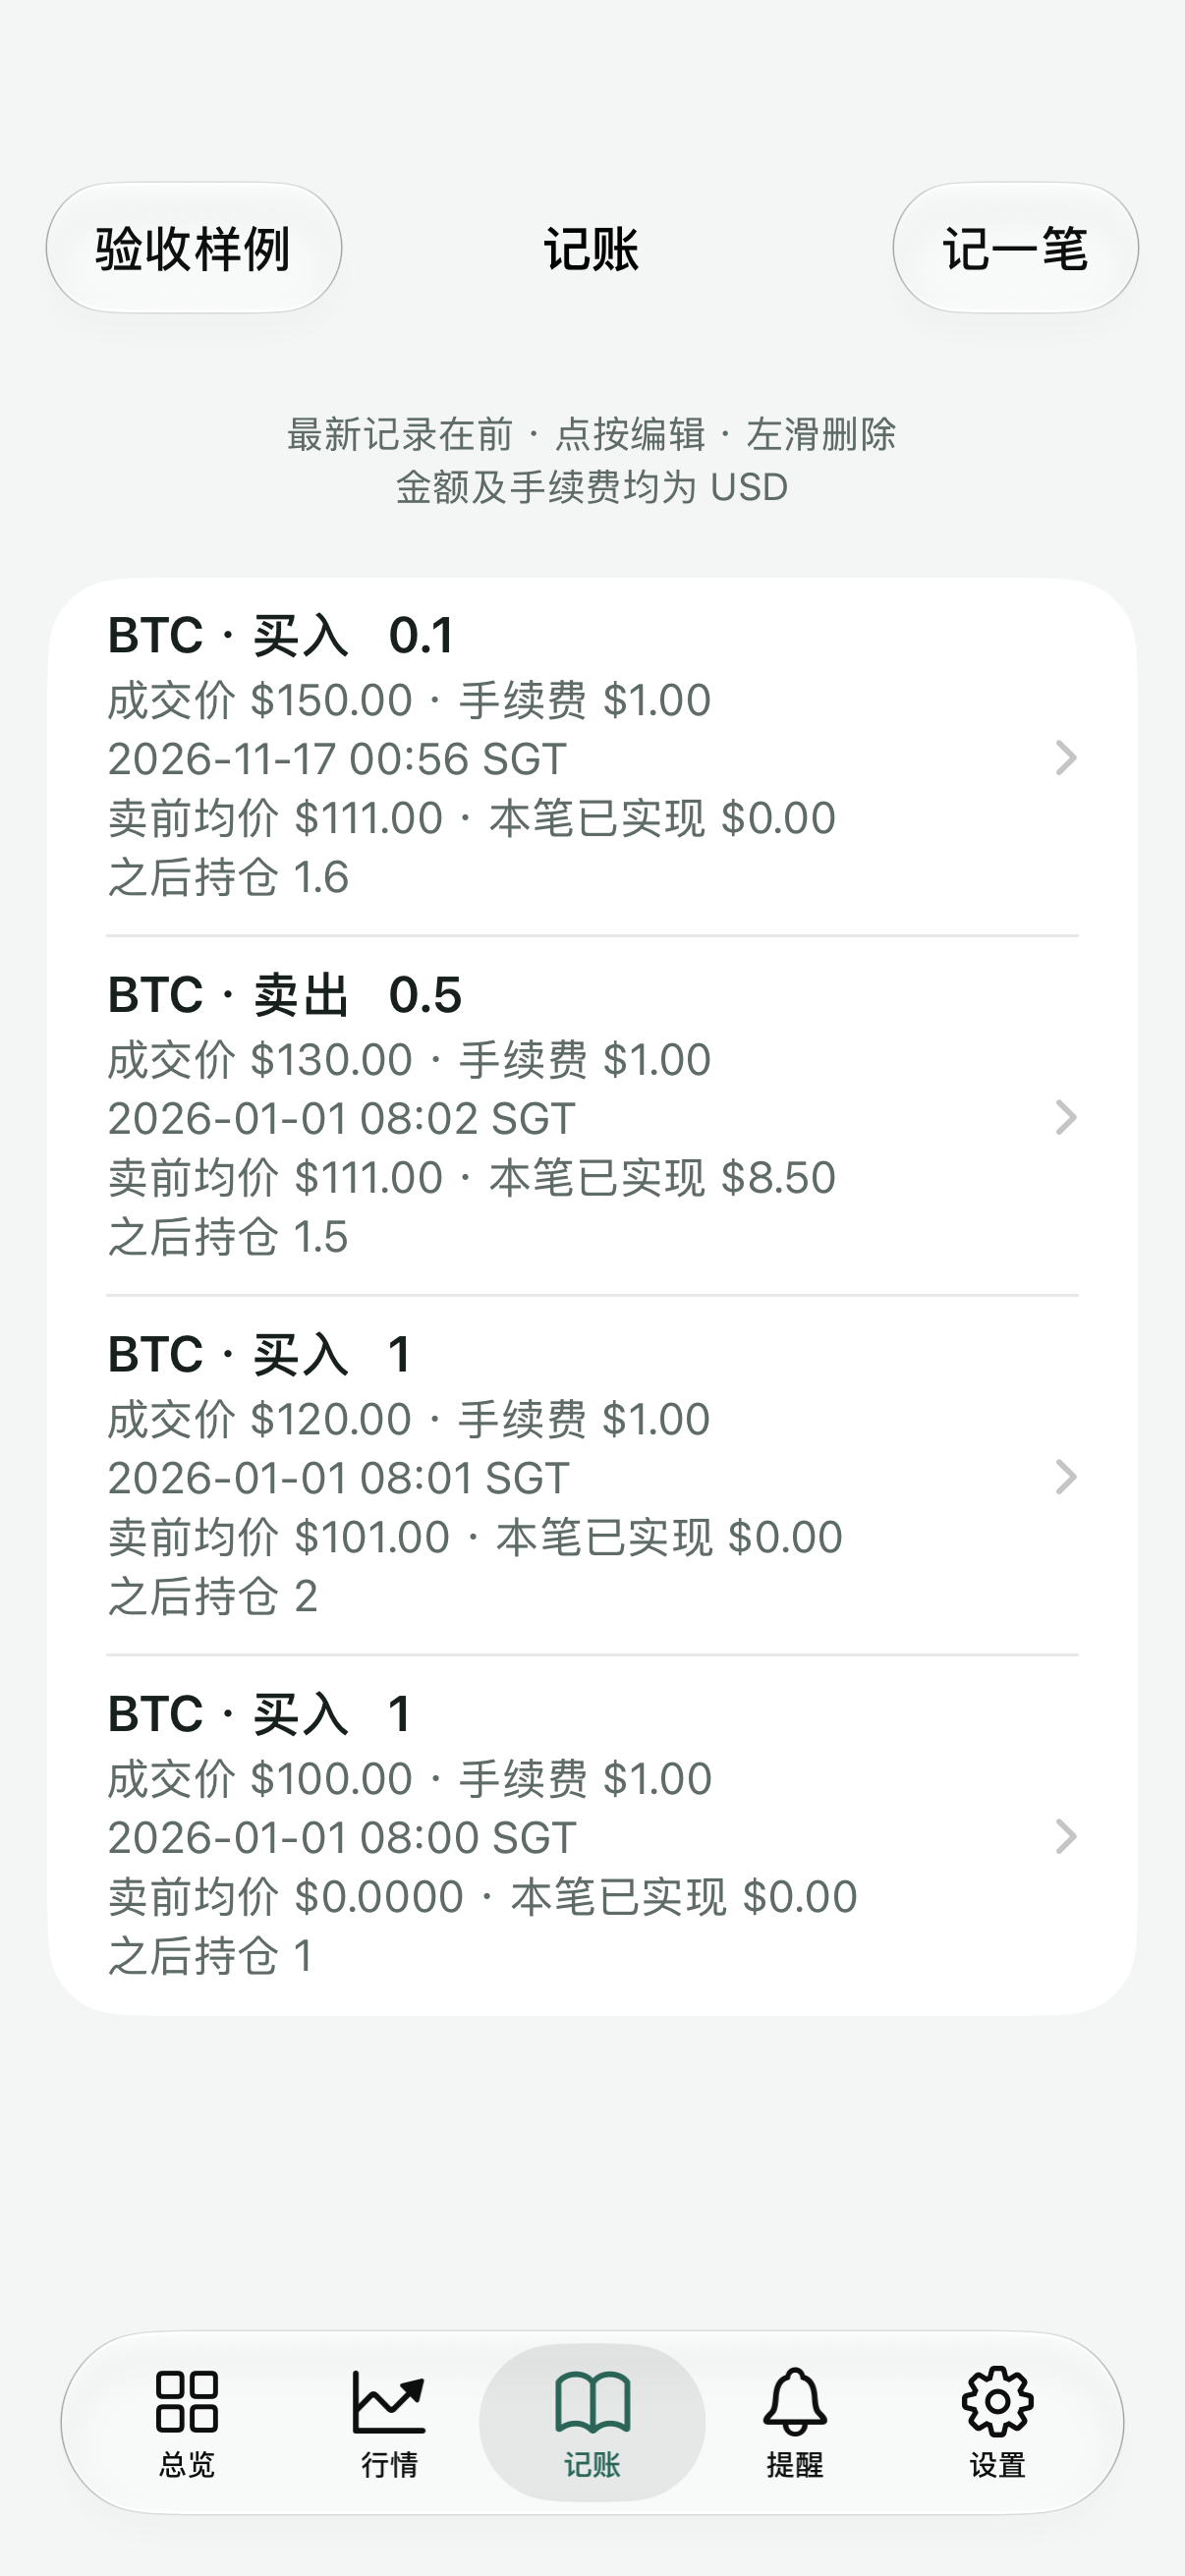 验收样例
记账
记一笔
最新记录在前 · 点按编辑 · 左滑删除
金额及手续费均为 USD
BTC · 买入 0.1
成交价 $150.00 · 手续费 $1.00
2026-11-17 00:56 SGT
卖前均价 $111.00 · 本笔已实现 $0.00
之后持仓 1.6
BTC · 卖出 0.5
成交价 $130.00 · 手续费 $1.00
2026-01-01 08:02 SGT
卖前均价 $111.00 · 本笔已实现 $8.50
之后持仓 1.5
BTC · 买入 1
成交价 $120.00 · 手续费 $1.00
2026-01-01 08:01 SGT
卖前均价 $101.00 · 本笔已实现 $0.00
之后持仓 2
BTC · 买入 1
成交价 $100.00 · 手续费 $1.00
2026-01-01 08:00 SGT
卖前均价 $0.0000 · 本笔已实现 $0.00
之后持仓 1
总览
行情
记账
提醒
设置